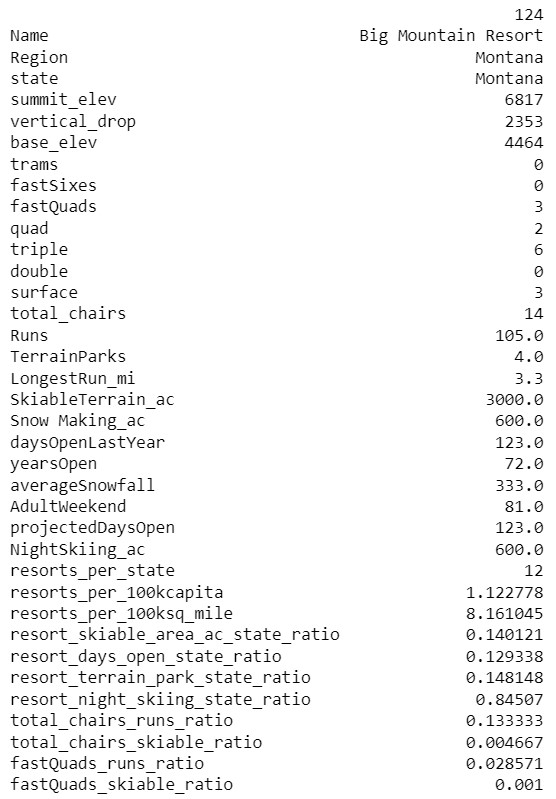 124
Name Big Mountain Resort
Region Montana
state Montana
summit_elev 6817
vertical_drop 2353
base_elev 4464
trams 0
fastSixes 0
fastQuads 3
quad 2
triple 6
double 0
surface 3
total_chairs 14
Runs 105.0
TerrainParks 4.0
LongestRun_mi 3.3
SkiableTerrain_ac 3000.0
Snow Making_ac 600.0
daysOpenLastYear 123.0
yearsOpen 72.0
averageSnowfall 333.0
AdultWeekend 81.0
projectedDaysOpen 123.0
NightSkiing_ac 600.0
resorts_per_state 12
resorts_per_100kcapita 1.122778
resorts_per_100ksq_mile 8.161045
resort_skiable_area_ac_state_ratio 0.140121
resort_days_open_state_ratio 0.129338
resort_terrain_park_state_ratio 0.148148
resort_night_skiing_state_ratio 0.84507
total_chairs_runs_ratio 0.133333
total_chairs_skiable_ratio 0.004667
fastQuads_runs_ratio 0.028571
fastQuads_skiable_ratio 0.001